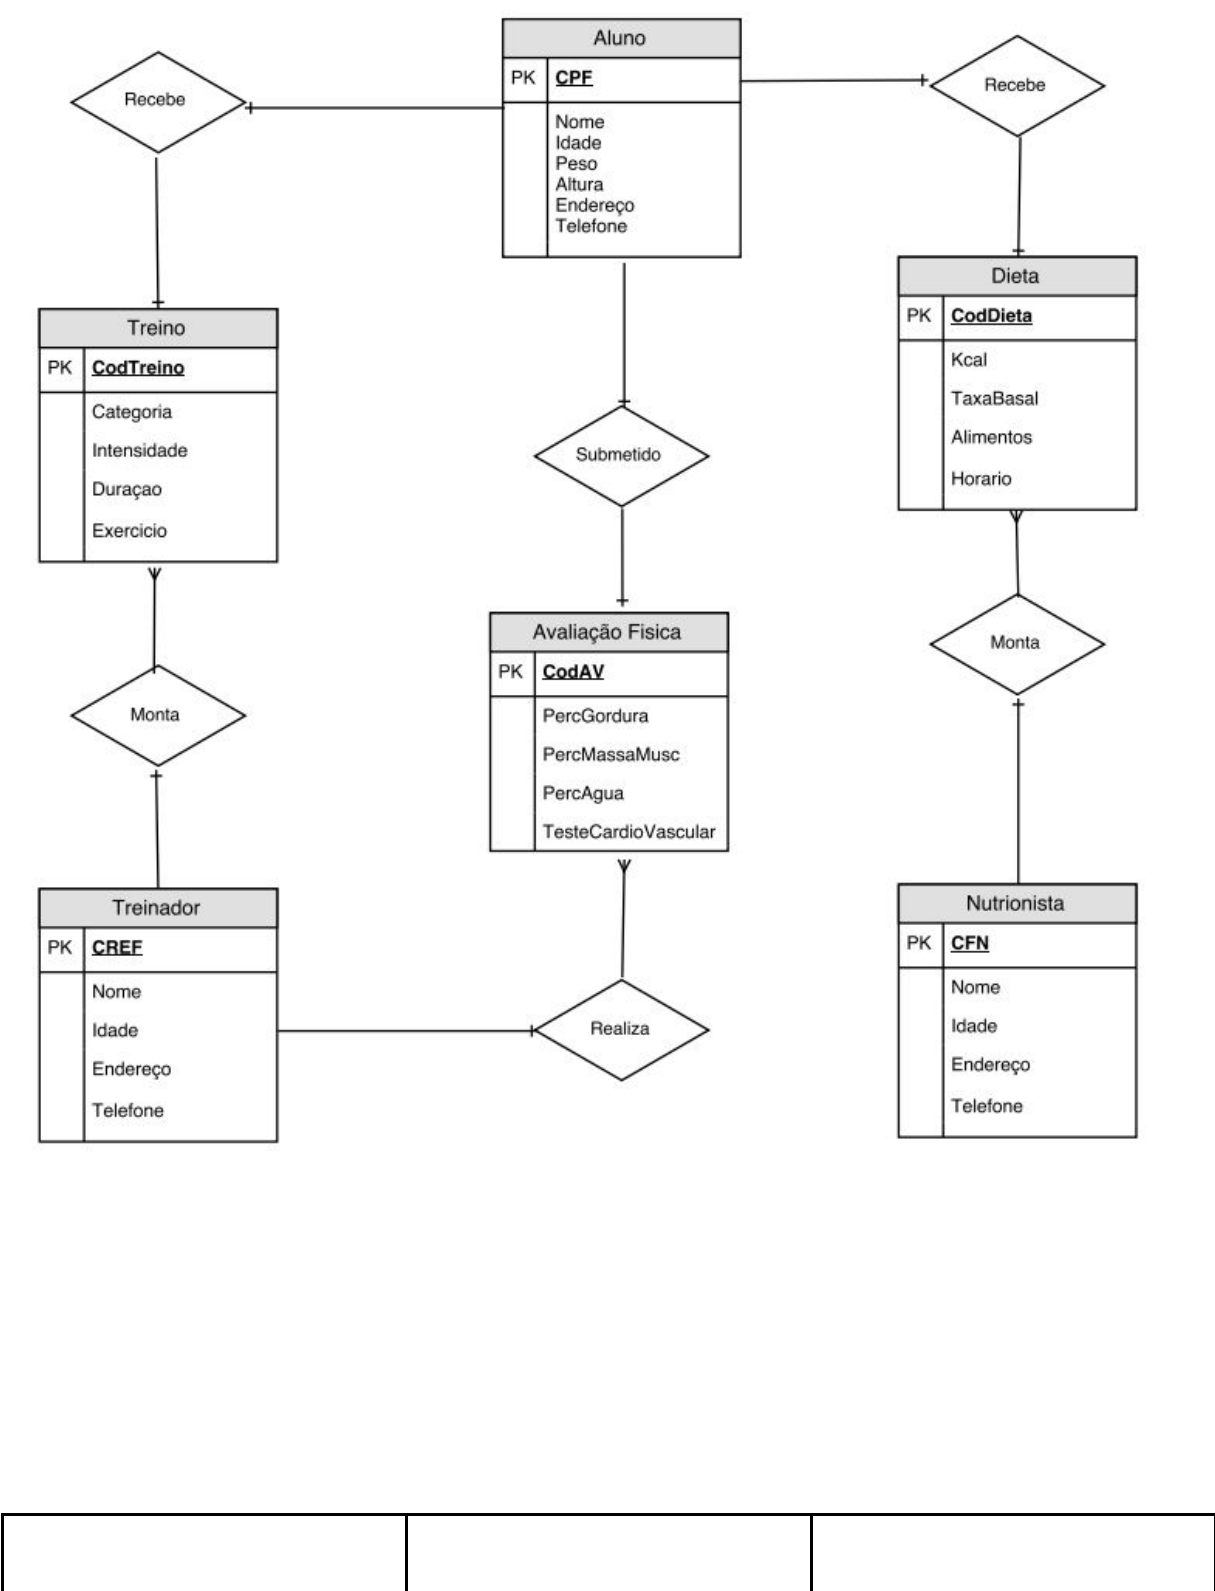 Aluno
PK CPF
Nome
Idade
Peso
Altura
Endereço
Telefone
Recebe
Recebe
Treino
PK CodTreino
Categoria
Intensidade
Duraçao
Exercicio
Submetido
Dieta
PK CodDieta
Kcal
TaxaBasal
Alimentos
Horario
Monta
Avaliação Fisica
PK CodAV
PercGordura
PercMassaMusc
PercAgua
TesteCardioVascular
Monta
Treinador
PK CREF
Nome
Idade
Endereço
Telefone
Realiza
Nutrionista
PK CFN
Nome
Idade
Endereço
Telefone